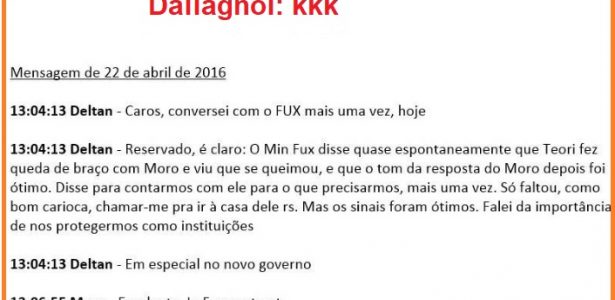 Dallagnol: kkk
Mensagem de 22 de abril de 2016
13:04:13 Deltan - Caros, conversei com o FUX mais uma vez, hoje
13:04:13 Deltan - Reservado, é claro: O Min Fux disse quase espontaneamente que Teori fez
queda de braço com Moro e viu que se queimou, e que o tom da resposta do Moro depois foi
ótimo. Disse para contarmos com ele para o que precisarmos, mais uma vez. Só faltou, como
bom carioca, chamar-me pra ir à casa dele rs. Mas os sinais foram ótimos. Falei da importância
de nos protegermos como instituições
13:04:13 Deltan - Em especial no novo governo